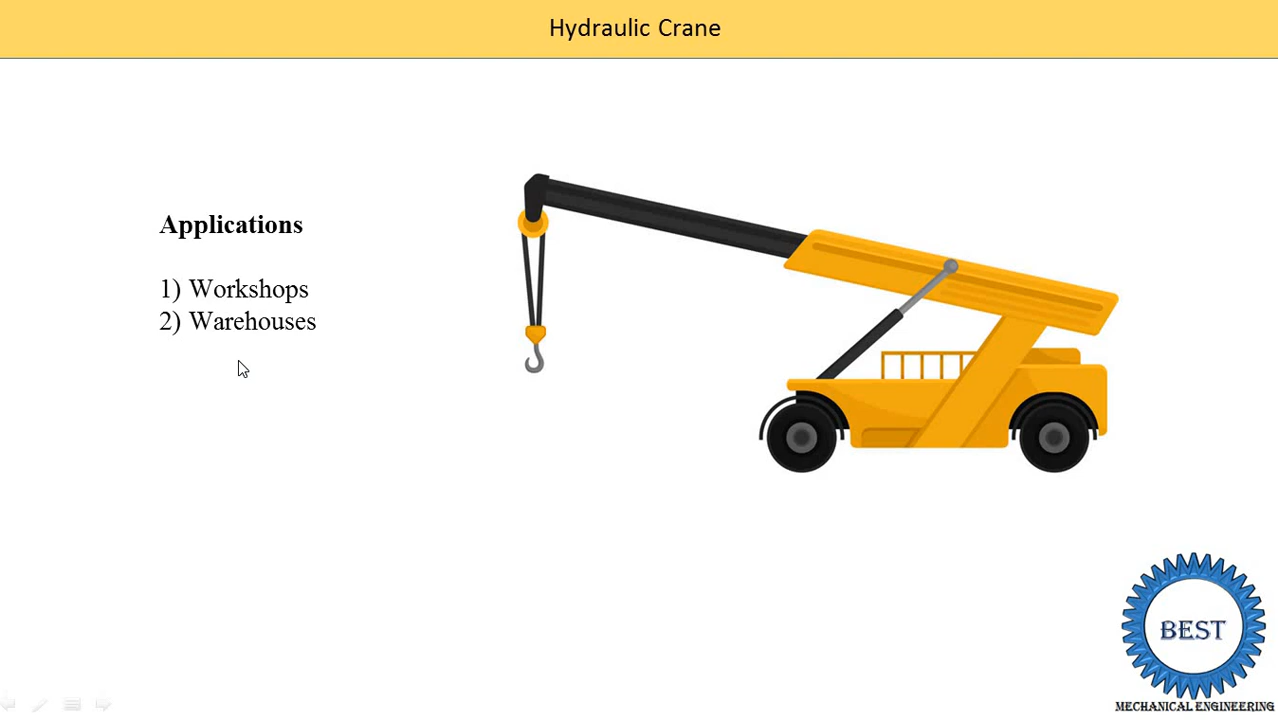 Hydraulic Crane
Applications
1) Workshops
2) Warehouses
BEST
MECHANICAL ENGINEERING